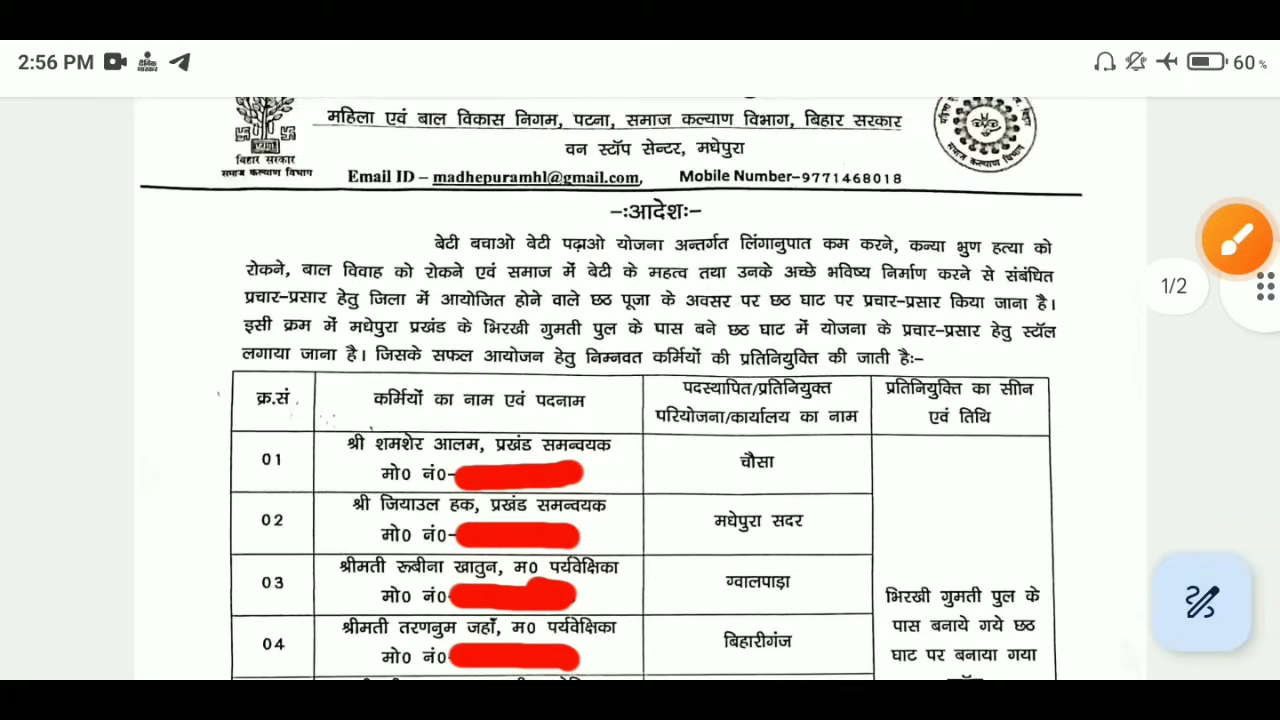 2:56 PM
60%
महिला एवं बाल विकास निगम, पटना, समाज कल्याण विभाग, बिहार सरकार
वन स्टॉप सेन्टर, मधेपुरा
बिहार सरकार
समाज कल्याण विभाग
Email ID – madhepuramhl@gmail.com, Mobile Number–9771468018
–ःआदेशः–
बेटी बचाओ बेटी पढ़ाओ योजना अन्तर्गत लिंगानुपात कम करने, कन्या भ्रुण हत्या को
रोकने, बाल विवाह को रोकने एवं समाज में बेटी के महत्व तथा उनके अच्छे भविष्य निर्माण करने से संबंधित
प्रचार–प्रसार हेतु जिला में आयोजित होने वाले छठ पूजा के अवसर पर छठ घाट पर प्रचार–प्रसार किया जाना है।
इसी क्रम में मधेपुरा प्रखंड के भिरखी गुमती पुल के पास बने छठ घाट में योजना के प्रचार–प्रसार हेतु स्टॉल
लगाया जाना है। जिसके सफल आयोजन हेतु निम्नवत कर्मियों की प्रतिनियुक्ति की जाती हैः–
1/2
क्र.सं. कर्मियों का नाम एवं पदनाम पदस्थापित/प्रतिनियुक्त परियोजना/कार्यालय का नाम प्रतिनियुक्ति का सीान एवं तिथि
01 श्री शमशेर आलम, प्रखंड समन्वयक चौसा
मो0 नं0–
02 श्री जियाउल हक, प्रखंड समन्वयक मधेपुरा सदर
मो0 नं0–
03 श्रीमती रूबीना खातुन, म0 पर्यवेक्षिका ग्वालपाड़ा
मो0 नं0–
04 श्रीमती तरणनुम जहाँ, म0 पर्यवेक्षिका बिहारीगंज
मो0 नं0–
भिरखी गुमती पुल के
पास बनाये गये छठ
घाट पर बनाया गया